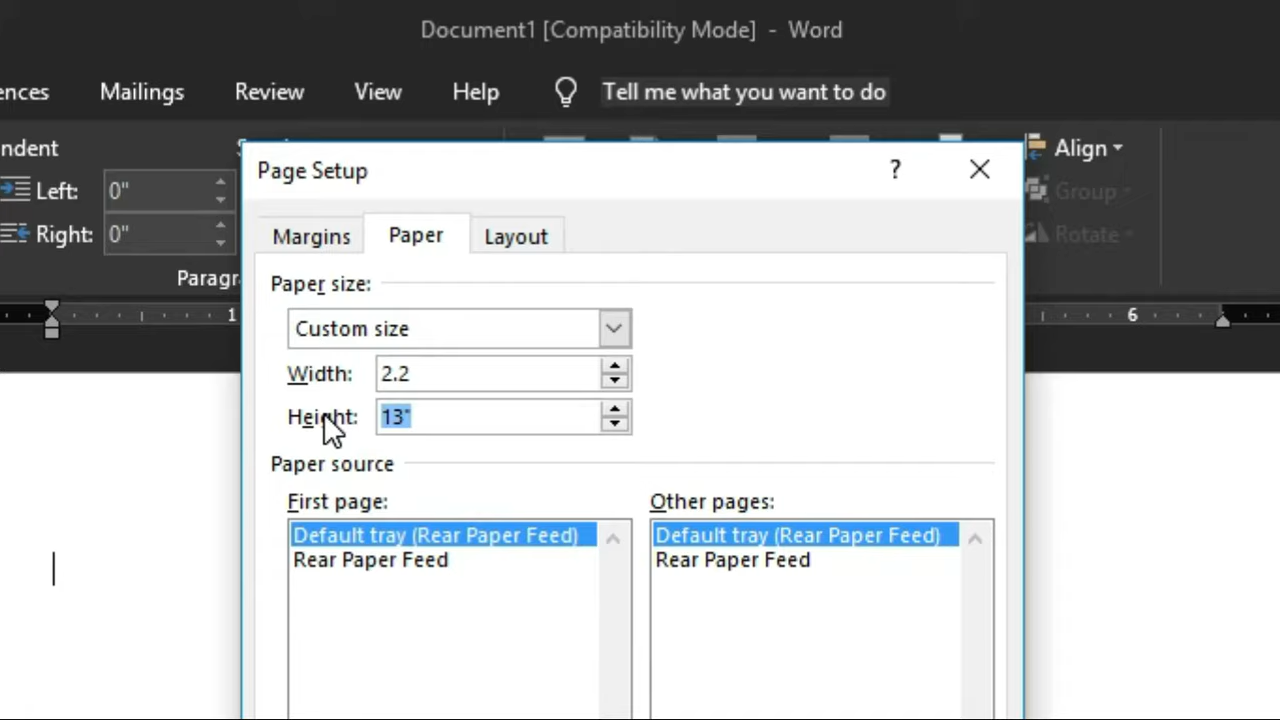 Document1 [Compatibility Mode] - Word
ences Mailings Review View Help Tell me what you want to do
ndent
Align
Left: 0"
Group
Right: 0"
Rotate
Paragr
1 6
Page Setup ?
Margins Paper Layout
Paper size:
Custom size
Width: 2.2
Height: 13"
Paper source
First page: Other pages:
Default tray (Rear Paper Feed) Default tray (Rear Paper Feed)
Rear Paper Feed Rear Paper Feed